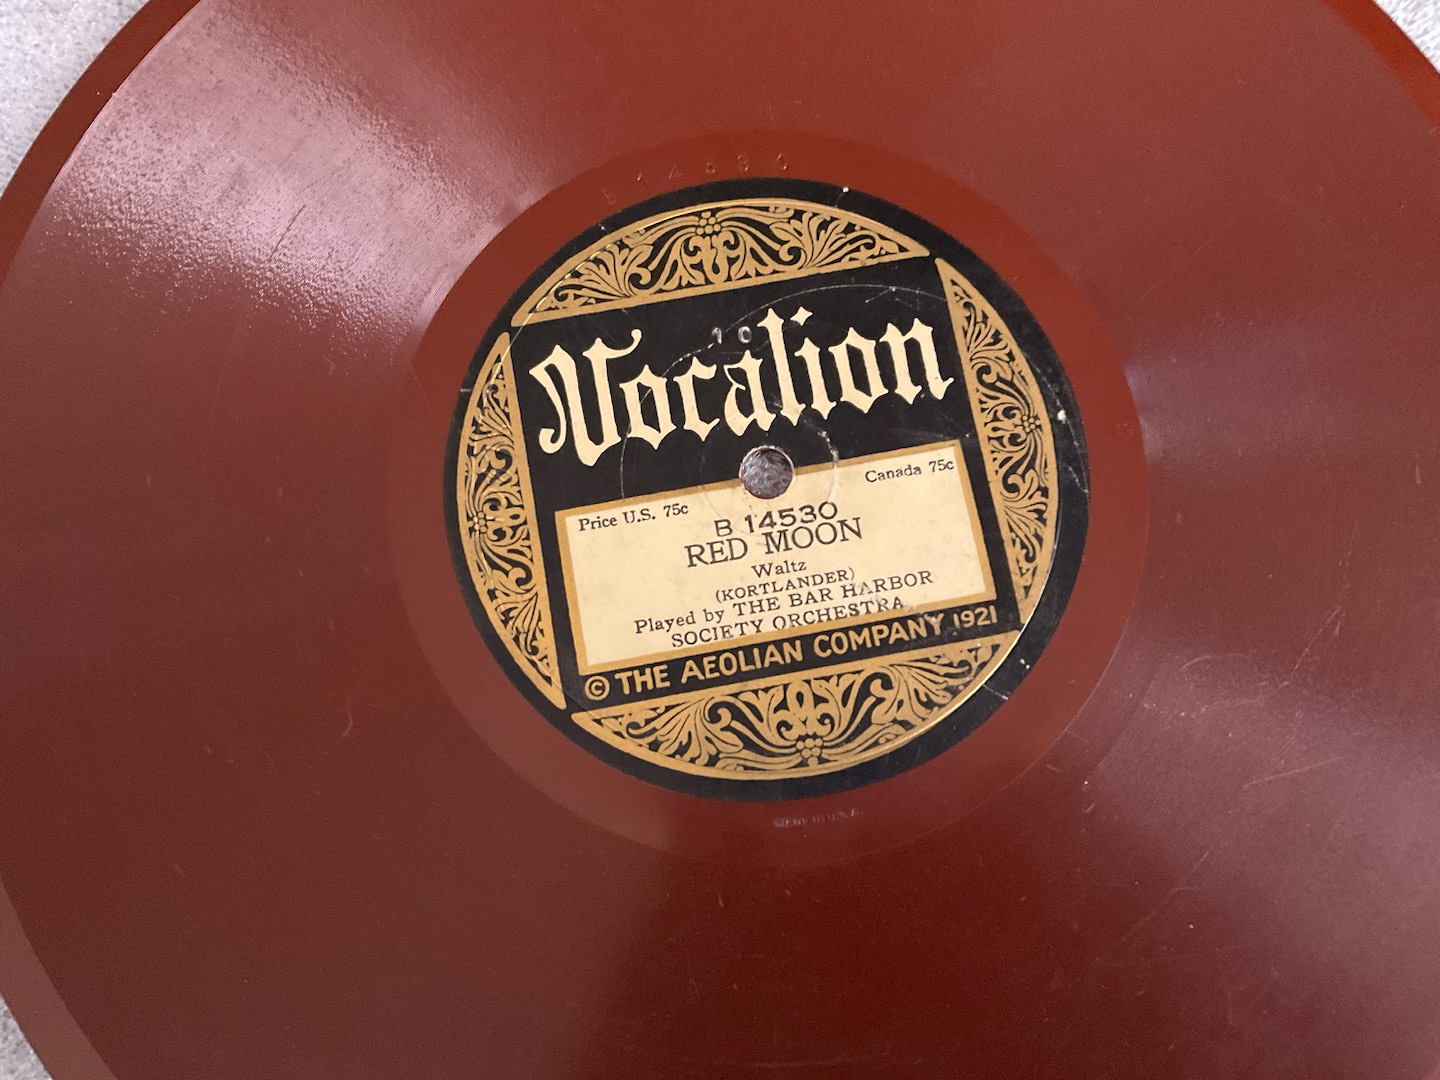 B 14530
10
Vocalion
Price U.S. 75c
Canada 75c
B 14530
RED MOON
Waltz
(KORTLANDER)
Played by THE BAR HARBOR
SOCIETY ORCHESTRA
© THE AEOLIAN COMPANY 1921